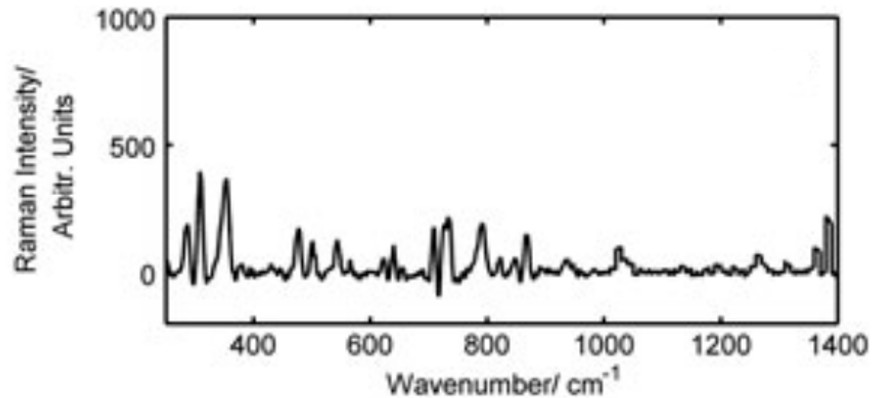 1000
500
0
Raman Intensity/
Arbitr. Units
400 600 800 1000 1200 1400
Wavenumber/ cm⁻¹